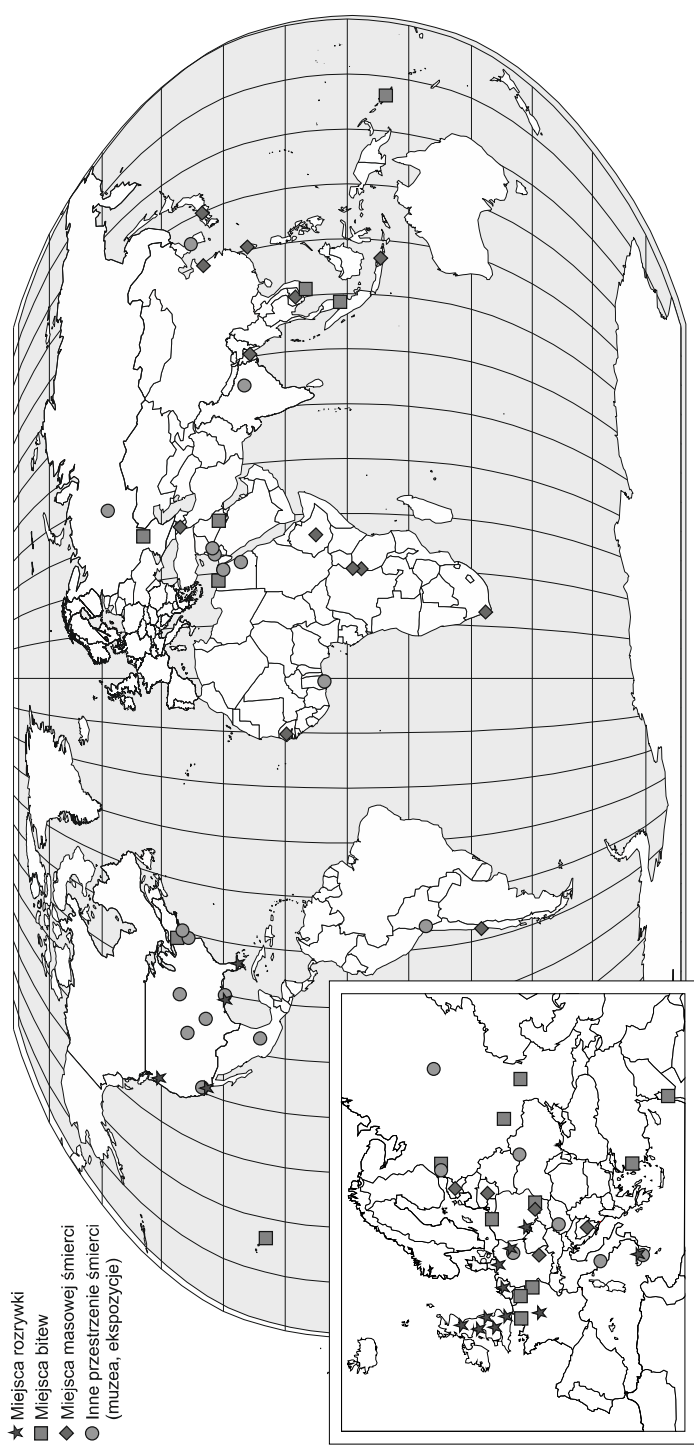 Miejsca rozrywki
Miejsca bitew
Miejsca masowej śmierci
Inne przestrzenie śmierci
(muzea, ekspozycje)